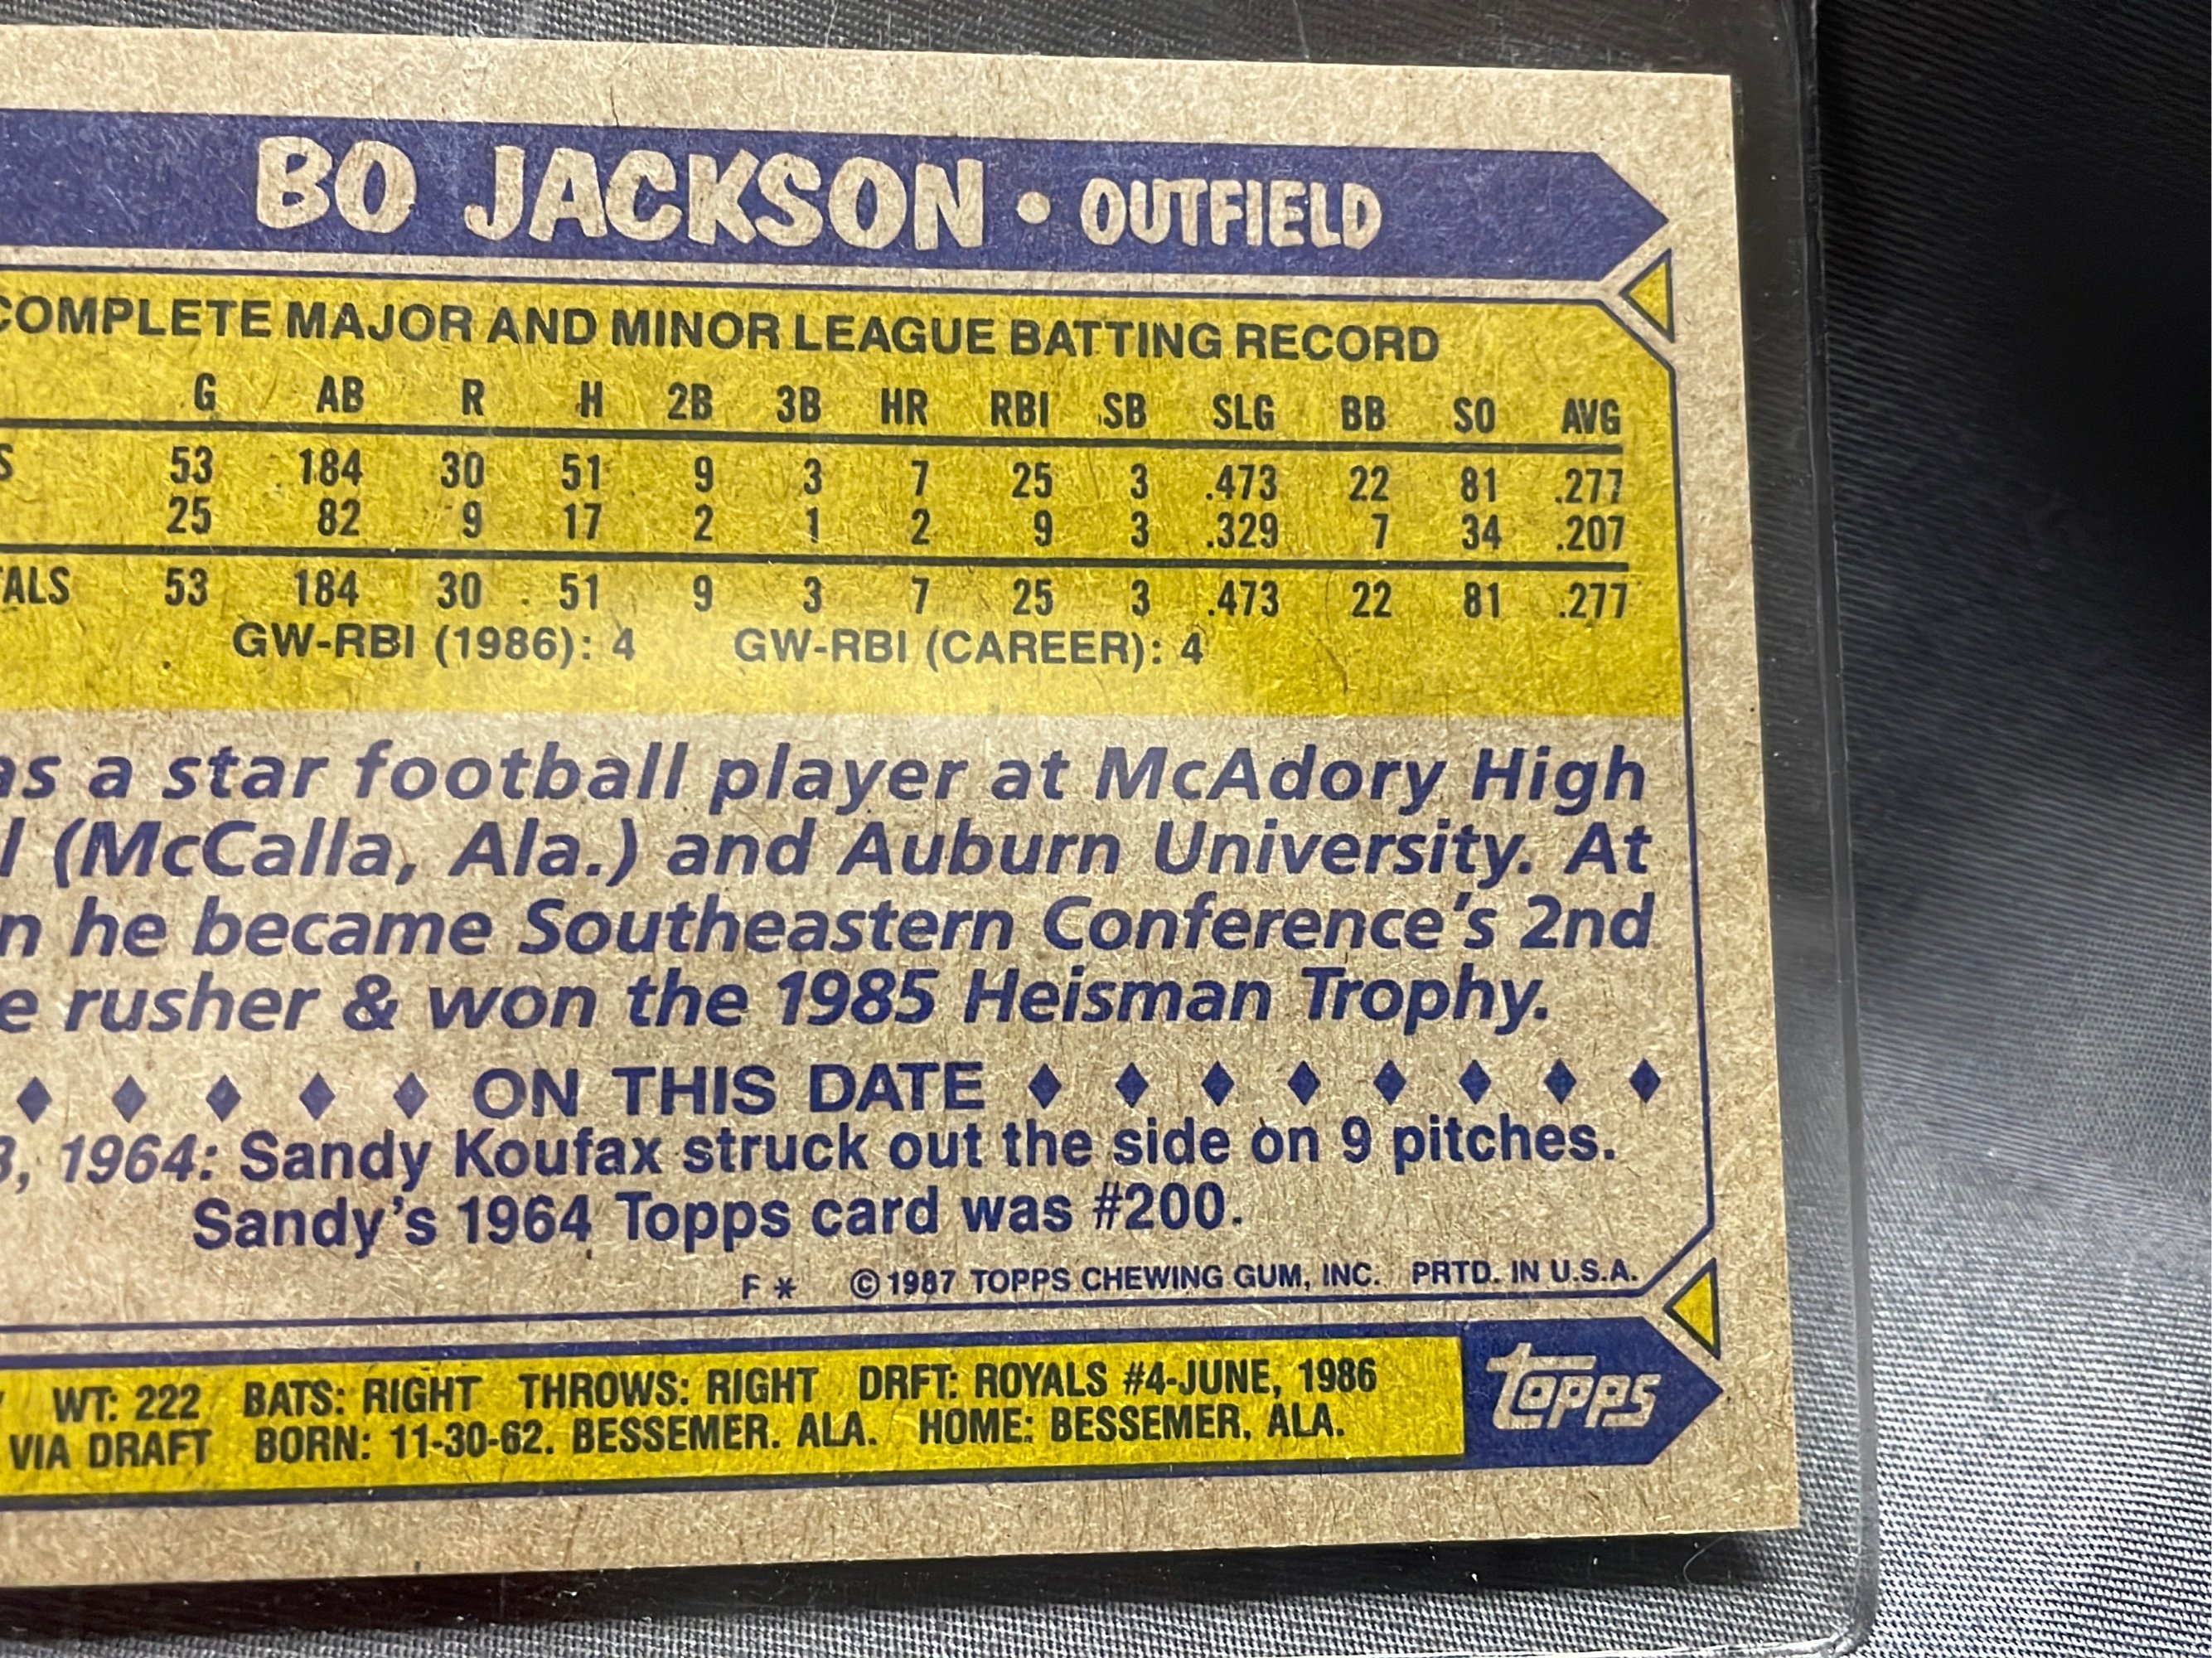 BO JACKSON • OUTFIELD
COMPLETE MAJOR AND MINOR LEAGUE BATTING RECORD
G AB R H 2B 3B HR RBI SB SLG BB SO AVG
S 53 184 30 51 9 3 7 25 3 .473 22 81 .277
25 82 9 17 2 1 2 9 3 .329 7 34 .207
ALS 53 184 30 51 9 3 7 25 3 .473 22 81 .277
GW-RBI (1986): 4 GW-RBI (CAREER): 4
as a star football player at McAdory High
l (McCalla, Ala.) and Auburn University. At
n he became Southeastern Conference's 2nd
e rusher & won the 1985 Heisman Trophy.
♦ ♦ ♦ ♦ ♦ ON THIS DATE ♦ ♦ ♦ ♦ ♦ ♦ ♦ ♦
, 1964: Sandy Koufax struck out the side on 9 pitches.
Sandy's 1964 Topps card was #200.
F * © 1987 TOPPS CHEWING GUM, INC. PRTD. IN U.S.A.
WT: 222 BATS: RIGHT THROWS: RIGHT DRFT: ROYALS #4-JUNE, 1986
VIA DRAFT BORN: 11-30-62. BESSEMER. ALA. HOME: BESSEMER, ALA.
topps